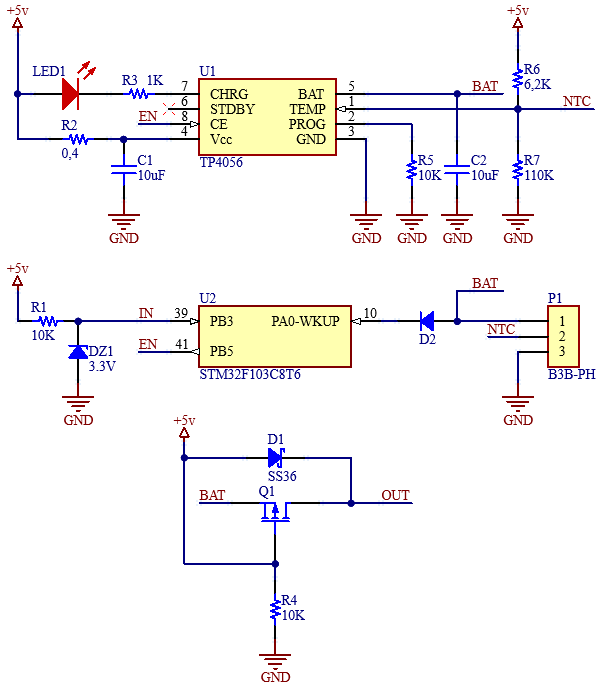 +5v +5v
LED1 R3 1K 7 U1 5 R6
CHRG BAT BAT 6,2K
6 STDBY TEMP 1 NTC
EN 8 CE PROG 2
R2 4 Vcc GND 3
0,4 C1 TP4056 R5 C2 R7
10uF 10K 10uF 110K
GND GND GND GND GND
+5v
BAT
R1 IN 39 U2 10 P1
PB3 PA0-WKUP 1
10K D2 NTC 2
EN 41 PB5 3
DZ1 STM32F103C8T6 B3B-PH
3.3V
GND GND
+5v
D1
SS36
BAT Q1 OUT
R4
10K
GND